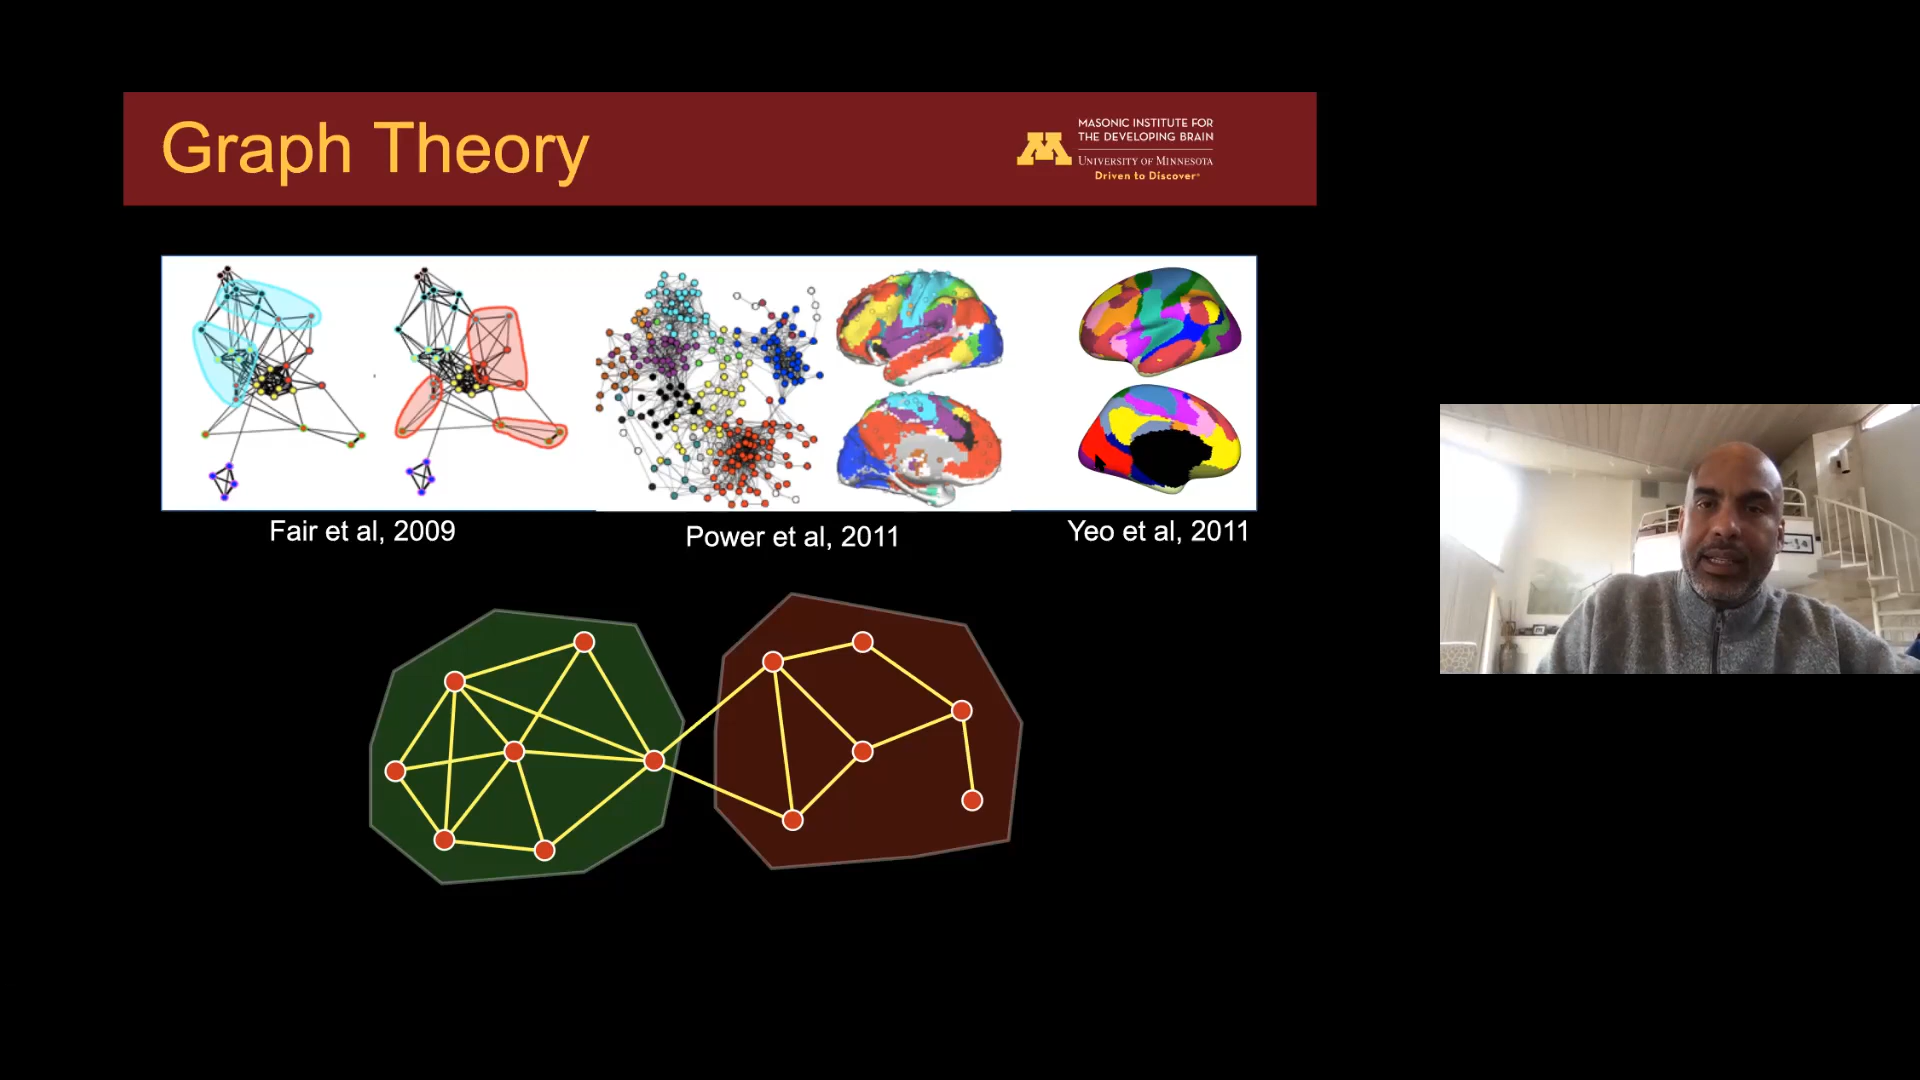 Graph Theory
MASONIC INSTITUTE FOR
THE DEVELOPING BRAIN
UNIVERSITY OF MINNESOTA
Driven to Discover®
Fair et al, 2009
Power et al, 2011
Yeo et al, 2011